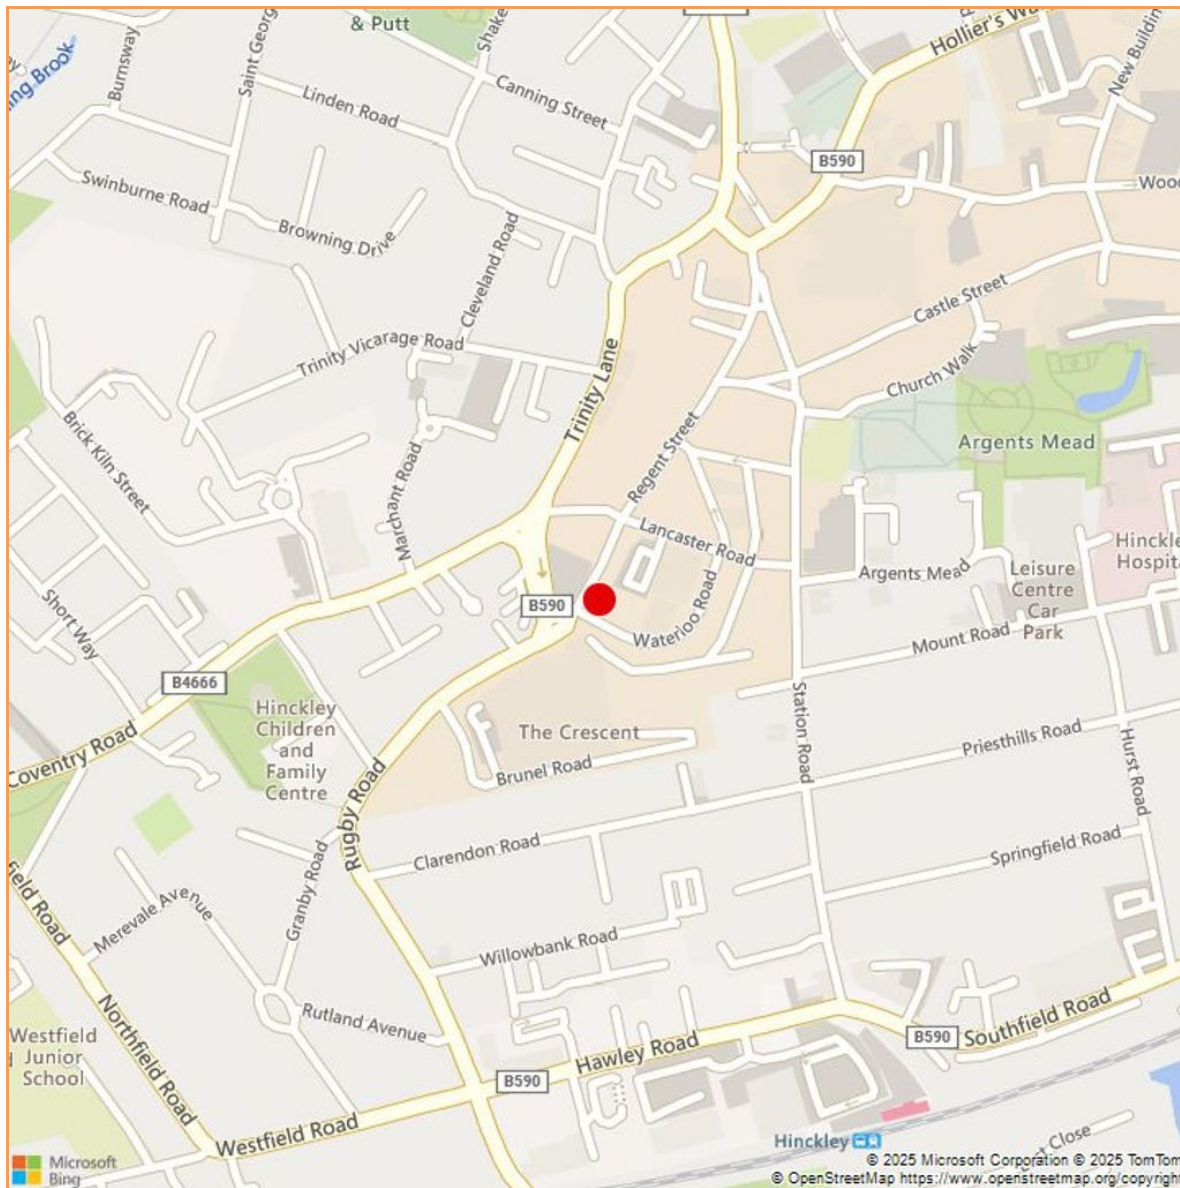 & Putt
Hollier's Wa
New Building
Shake
Saint Georg
Burnsway
ing Brook
Canning Street
Linden Road
B590
Wood
Swinburne Road
Browning Drive
Cleveland Road
Castle Street
Trinity Vicarage Road
Trinity Lane
Church Walk
Brick Kiln Street
Marchant Road
Regent Street
Argents Mead
Lancaster Road
Hinckle
Hospita
Argents Mead
Leisure
Centre
Car
Park
Short Way
B590
Waterloo Road
Mount Road
B4666
Hinckley
Children
and
Family
Centre
The Crescent
Station Road
Priesthills Road
Hurst Road
Coventry Road
Brunel Road
Rugby Road
Clarendon Road
Springfield Road
field Road
Merevale Avenue
Granby Road
Willowbank Road
Northfield Road
Rutland Avenue
Westfield
Junior
School
B590
Southfield Road
Hawley Road
B590
Westfield Road
Hinckley
Close
Microsoft
Bing
© 2025 Microsoft Corporation © 2025 TomTom
© OpenStreetMap https://www.openstreetmap.org/copyright